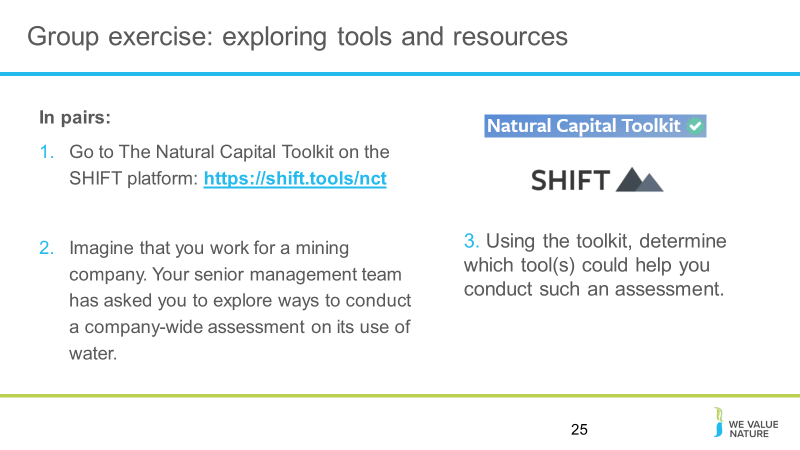 Group exercise: exploring tools and resources
In pairs:
1. Go to The Natural Capital Toolkit on the
SHIFT platform: https://shift.tools/nct
2. Imagine that you work for a mining
company. Your senior management team
has asked you to explore ways to conduct
a company-wide assessment on its use of
water.
Natural Capital Toolkit
SHIFT
3. Using the toolkit, determine
which tool(s) could help you
conduct such an assessment.
25
WE VALUE
NATURE